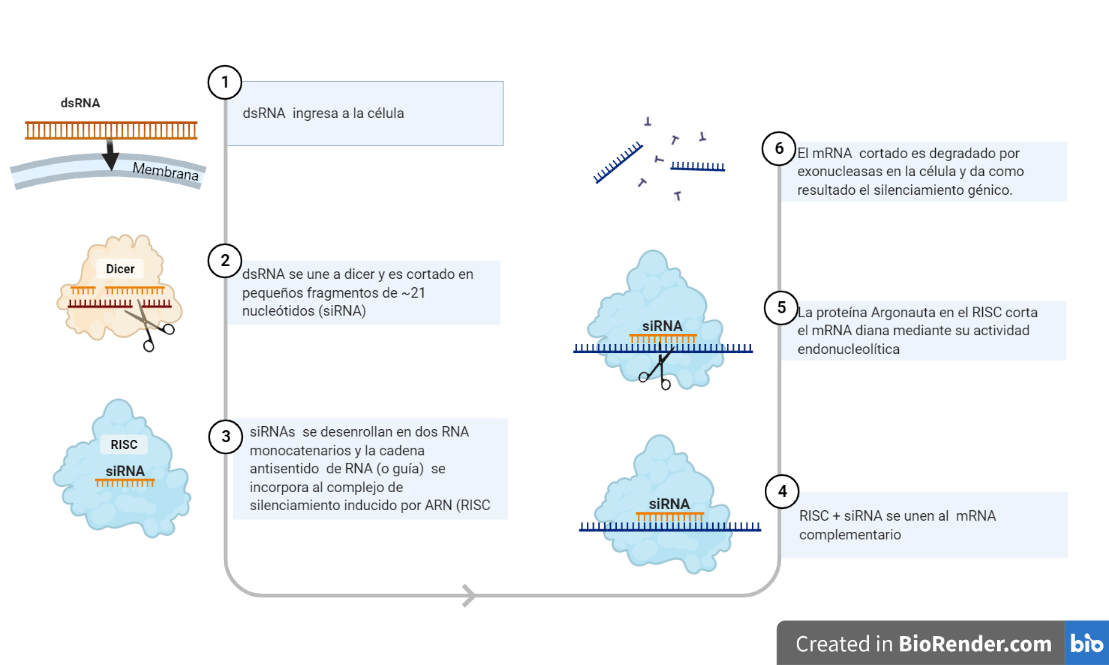 1
dsRNA
dsRNA ingresa a la célula
Membrana
2
Dicer
dsRNA se une a dicer y es cortado en
pequeños fragmentos de ~21
nucleótidos (siRNA)
3
RISC
siRNA
siRNAs se desenrollan en dos RNA
monocatenarios y la cadena
antisentido de RNA (o guía) se
incorpora al complejo de
silenciamiento inducido por ARN (RISC
4
siRNA
RISC + siRNA se unen al mRNA
complementario
5
siRNA
La proteína Argonauta en el RISC corta
el mRNA diana mediante su actividad
endonucleolítica
6
El mRNA cortado es degradado por
exonucleasas en la célula y da como
resultado el silenciamiento génico.
Created in BioRender.com bio